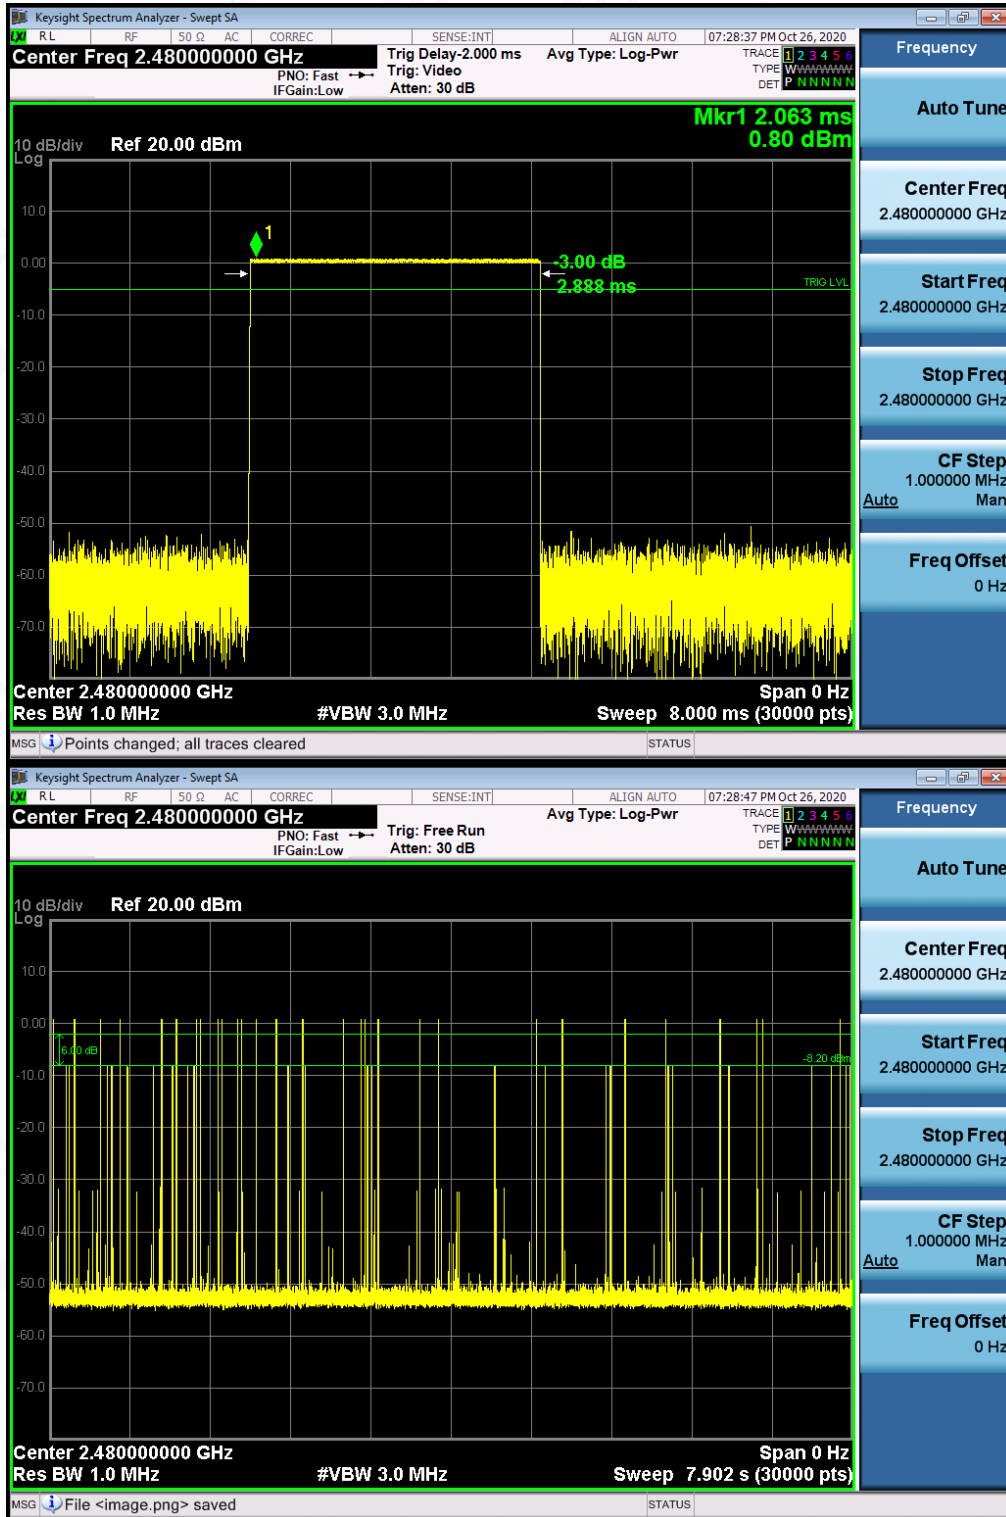 Keysight Spectrum Analyzer - Swept SA
LXI RL RF 50 Ω AC CORREC SENSE:INT ALIGN AUTO 07:28:37 PM Oct 26, 2020
Center Freq 2.480000000 GHz Trig Delay-2.000 ms Avg Type: Log-Pwr TRACE 1 2 3 4 5 6
PNO: Fast Trig: Video TYPE WWWWWW
IFGain:Low Atten: 30 dB DET P N N N N N
Mkr1 2.063 ms
0.80 dBm
10 dB/div Ref 20.00 dBm
Log
10.0
1
0.00
-3.00 dB
2.888 ms
TRIG LVL
-10.0
-20.0
-30.0
-40.0
-50.0
-60.0
-70.0
Center 2.480000000 GHz Span 0 Hz
Res BW 1.0 MHz #VBW 3.0 MHz Sweep 8.000 ms (30000 pts)
MSG Points changed; all traces cleared STATUS
Frequency
Auto Tune
Center Freq
2.480000000 GHz
Start Freq
2.480000000 GHz
Stop Freq
2.480000000 GHz
CF Step
1.000000 MHz
Auto Man
Freq Offset
0 Hz
Keysight Spectrum Analyzer - Swept SA
LXI RL RF 50 Ω AC CORREC SENSE:INT ALIGN AUTO 07:28:47 PM Oct 26, 2020
Center Freq 2.480000000 GHz Avg Type: Log-Pwr TRACE 1 2 3 4 5 6
PNO: Fast Trig: Free Run TYPE WWWWWW
IFGain:Low Atten: 30 dB DET P N N N N N
10 dB/div Ref 20.00 dBm
Log
10.0
0.00
6.00 dB
-8.20 dBm
-10.0
-20.0
-30.0
-40.0
-50.0
-60.0
-70.0
Center 2.480000000 GHz Span 0 Hz
Res BW 1.0 MHz #VBW 3.0 MHz Sweep 7.902 s (30000 pts)
MSG File <image.png> saved STATUS
Frequency
Auto Tune
Center Freq
2.480000000 GHz
Start Freq
2.480000000 GHz
Stop Freq
2.480000000 GHz
CF Step
1.000000 MHz
Auto Man
Freq Offset
0 Hz